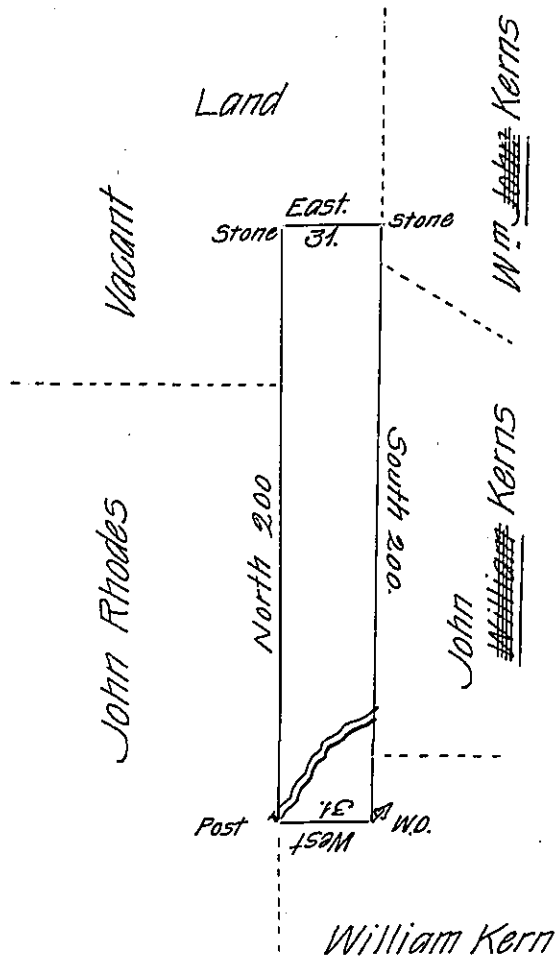 Land
Vacant
Wm. John Kerns
East.
Stone 31. Stone
North 200
South 200.
John Rhodes
John
William Kerns
Post
31.
West
W.O.
William Kern